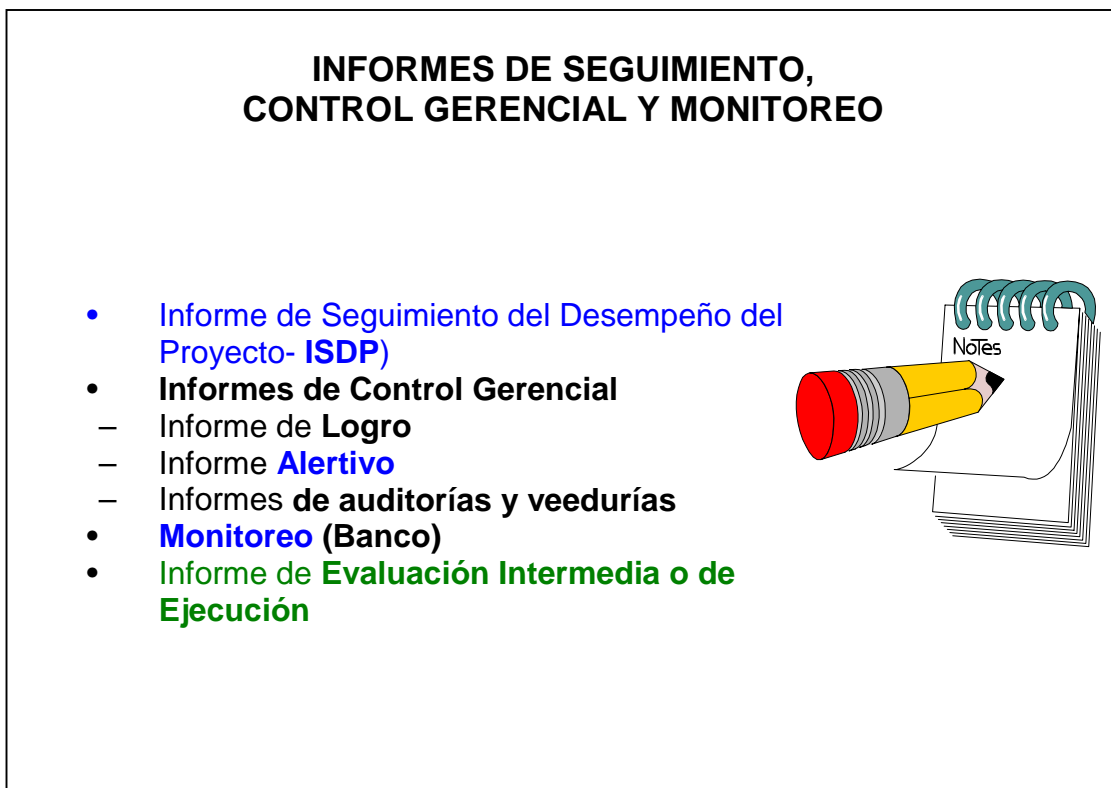 INFORMES DE SEGUIMIENTO,
CONTROL GERENCIAL Y MONITOREO
• Informe de Seguimiento del Desempeño del
Proyecto- ISDP)
• Informes de Control Gerencial
– Informe de Logro
– Informe Alertivo
– Informes de auditorías y veedurías
• Monitoreo (Banco)
• Informe de Evaluación Intermedia o de
Ejecución
Notes